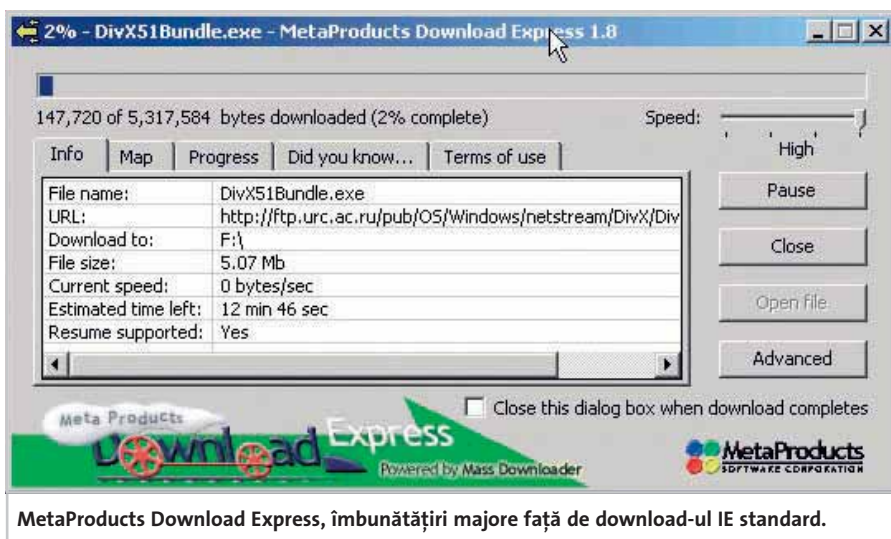 2% - DivX51Bundle.exe - MetaProducts Download Express 1.8
147,720 of 5,317,584 bytes downloaded (2% complete)
Speed:
High
Info Map Progress Did you know... Terms of use
File name: DivX51Bundle.exe
URL: http://ftp.urc.ac.ru/pub/OS/Windows/netstream/DivX/Div
Download to: F:\
File size: 5.07 Mb
Current speed: 0 bytes/sec
Estimated time left: 12 min 46 sec
Resume supported: Yes
Pause
Close
Open file
Advanced
Close this dialog box when download completes
Meta Products
Download Express
Powered by Mass Downloader
MetaProducts
SOFTWARE CORPORATION
MetaProducts Download Express, îmbunătățiri majore față de download-ul IE standard.